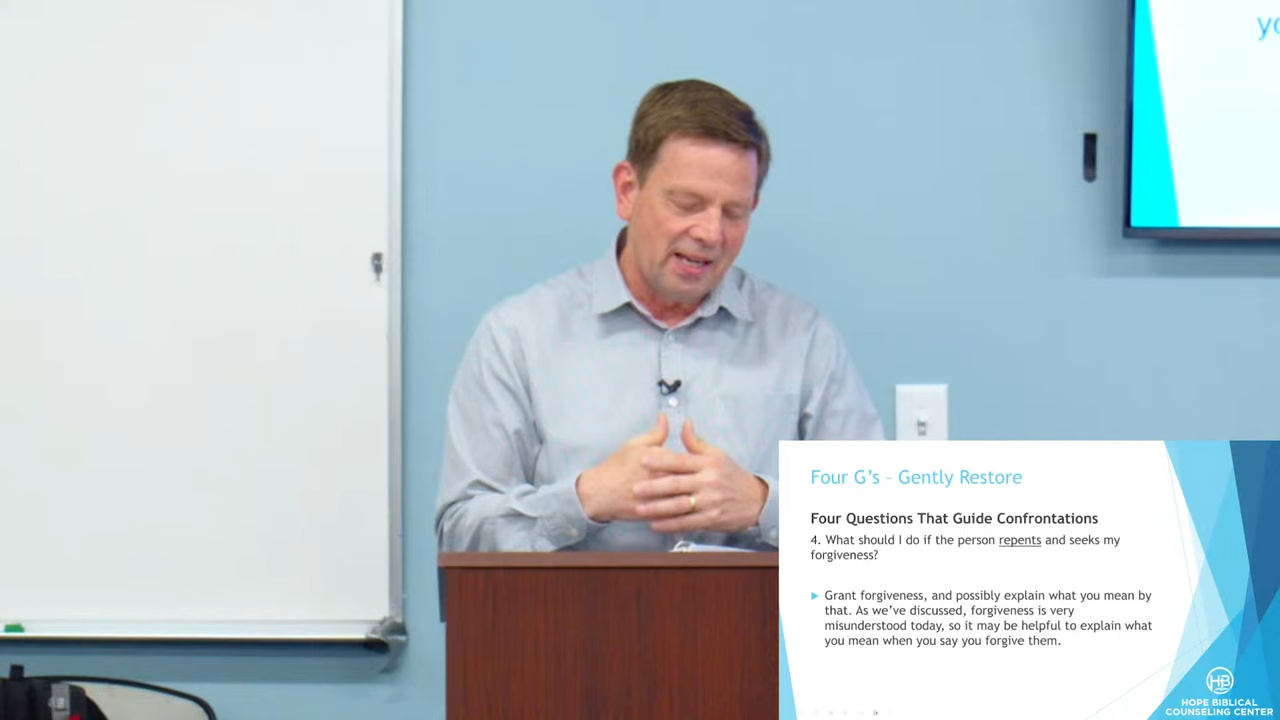 Four G's – Gently Restore
Four Questions That Guide Confrontations
4. What should I do if the person repents and seeks my
forgiveness?
Grant forgiveness, and possibly explain what you mean by
that. As we've discussed, forgiveness is very
misunderstood today, so it may be helpful to explain what
you mean when you say you forgive them.
HB
HOPE BIBLICAL
COUNSELING CENTER